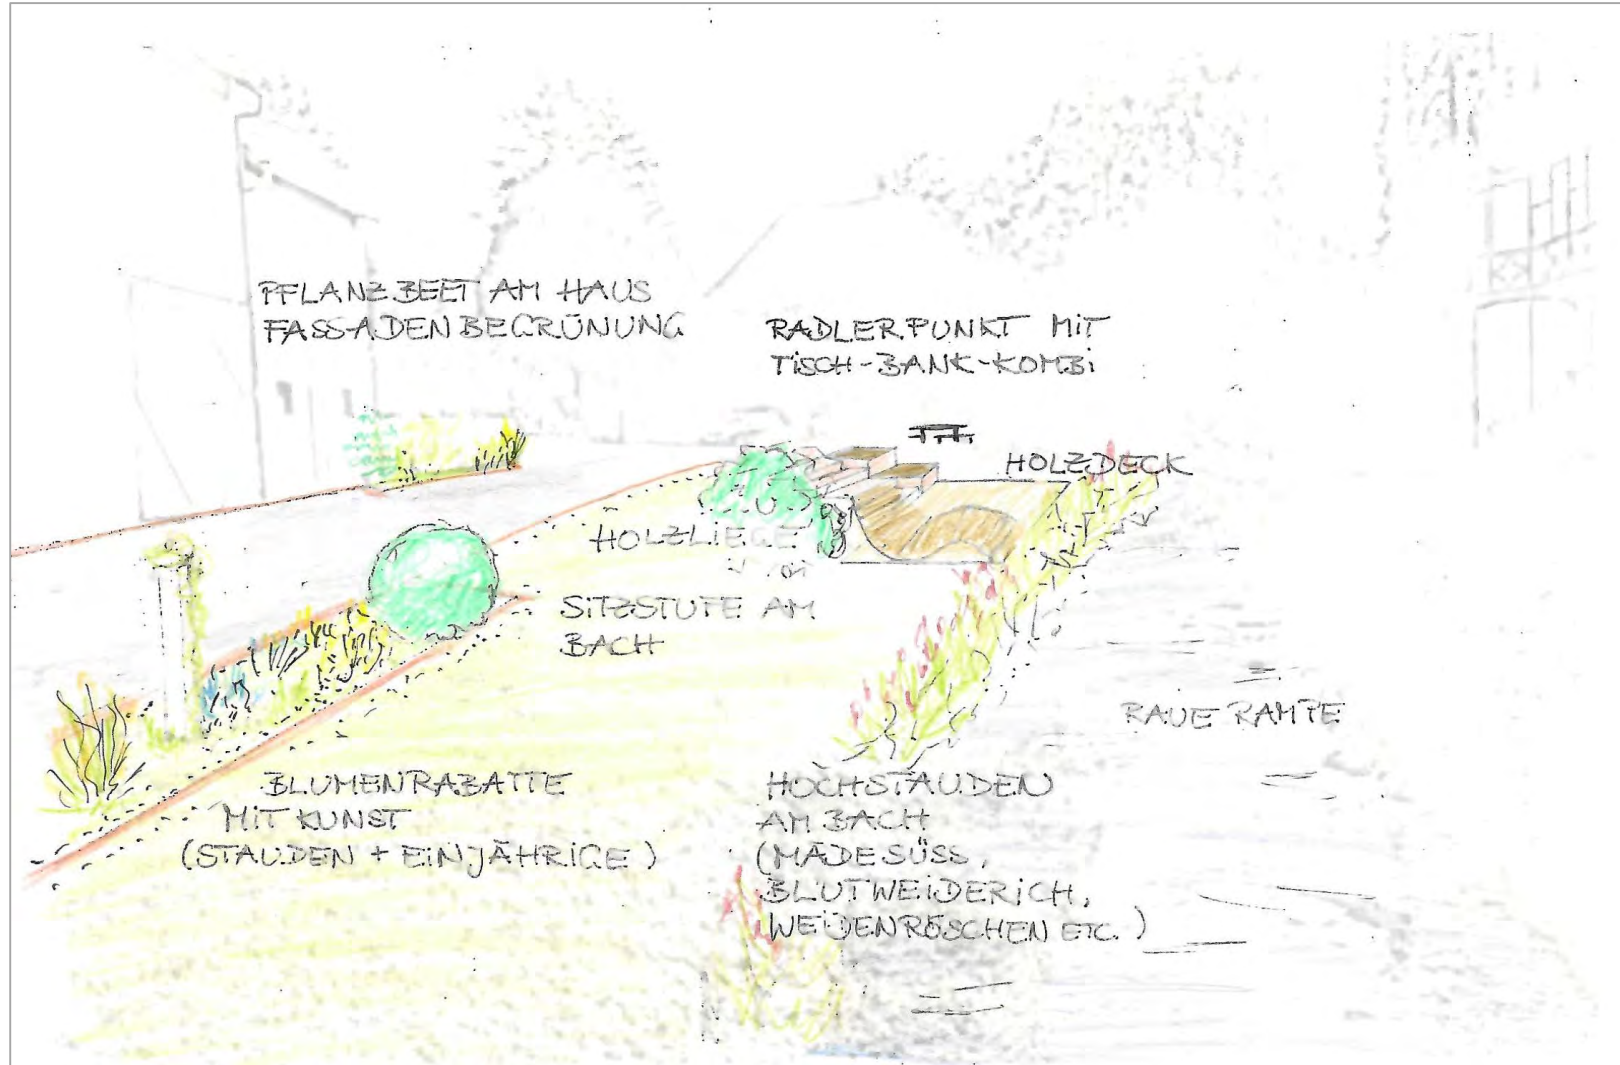 PFLANZBEET AM HAUS
FASSADENBEGRÜNUNG
RADLERPUNKT MIT
TISCH-BANK-KOMBI
HOLZDECK
HOLZLIEGE
SITZSTUFE AM
BACH
RAUE RAMPE
BLUMENRABATTE
MIT KUNST
(STAUDEN + EINJÄHRIGE)
HOCHSTAUDEN
AM BACH
(MÄDESÜSS,
BLUTWEIDERICH,
WEIDENRÖSCHEN ETC.)